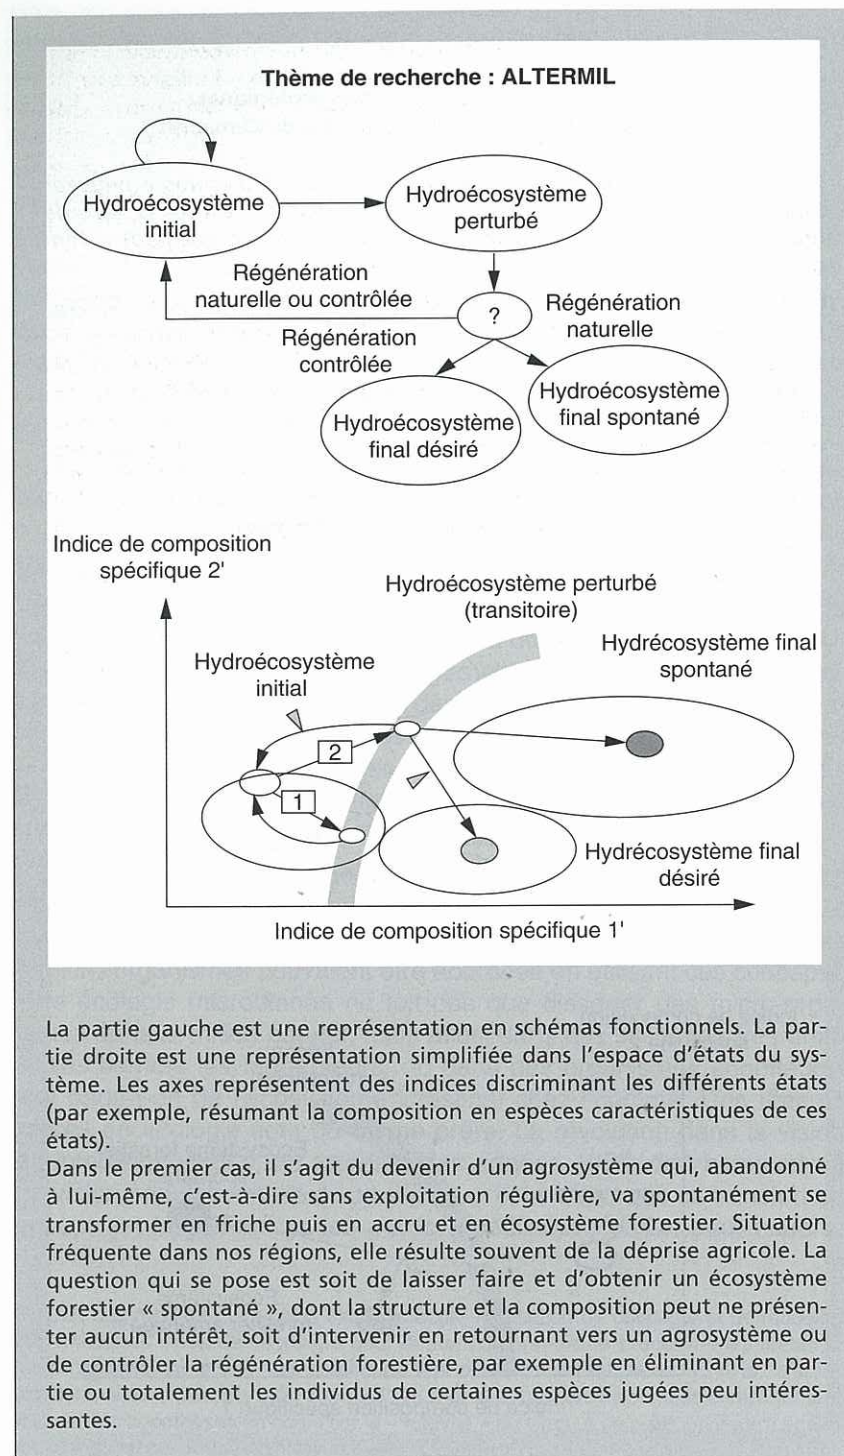 Thème de recherche : ALTERMIL
Hydroécosystème
initial
Hydroécosystème
perturbé
Régénération
naturelle ou contrôlée
?
Régénération
naturelle
Régénération
contrôlée
Hydroécosystème
final spontané
Hydroécosystème
final désiré
Indice de composition
spécifique 2'
Hydroécosystème perturbé
(transitoire)
Hydroécosystème
initial
Hydrécosystème final
spontané
2
1
Hydrécosystème final
désiré
Indice de composition spécifique 1'
La partie gauche est une représentation en schémas fonctionnels. La par-
tie droite est une représentation simplifiée dans l'espace d'états du sys-
tème. Les axes représentent des indices discriminant les différents états
(par exemple, résumant la composition en espèces caractéristiques de ces
états).
Dans le premier cas, il s'agit du devenir d'un agrosystème qui, abandonné
à lui-même, c'est-à-dire sans exploitation régulière, va spontanément se
transformer en friche puis en accru et en écosystème forestier. Situation
fréquente dans nos régions, elle résulte souvent de la déprise agricole. La
question qui se pose est soit de laisser faire et d'obtenir un écosystème
forestier « spontané », dont la structure et la composition peut ne présen-
ter aucun intérêt, soit d'intervenir en retournant vers un agrosystème ou
de contrôler la régénération forestière, par exemple en éliminant en par-
tie ou totalement les individus de certaines espèces jugées peu intéres-
santes.